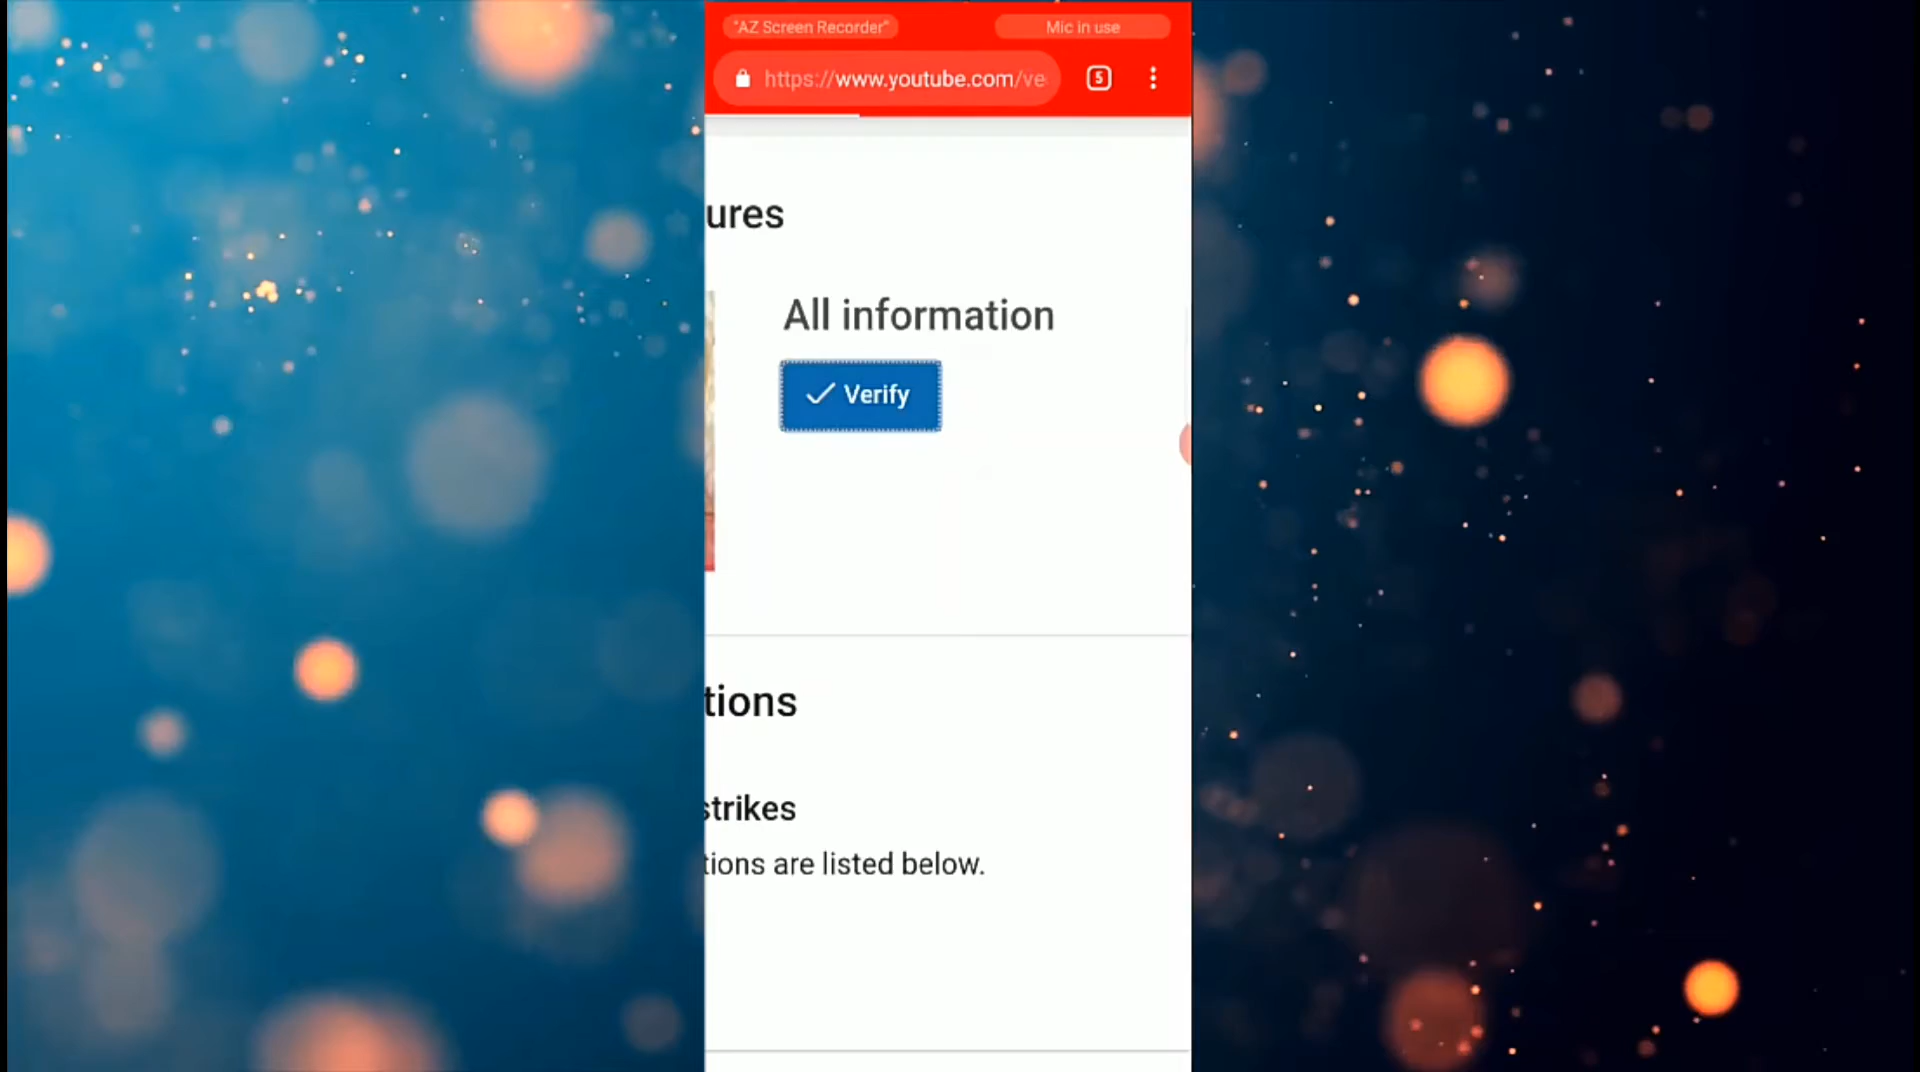 "AZ Screen Recorder" Mic in use
https://www.youtube.com/ve 5
ures
All information
Verify
tions
strikes
tions are listed below.